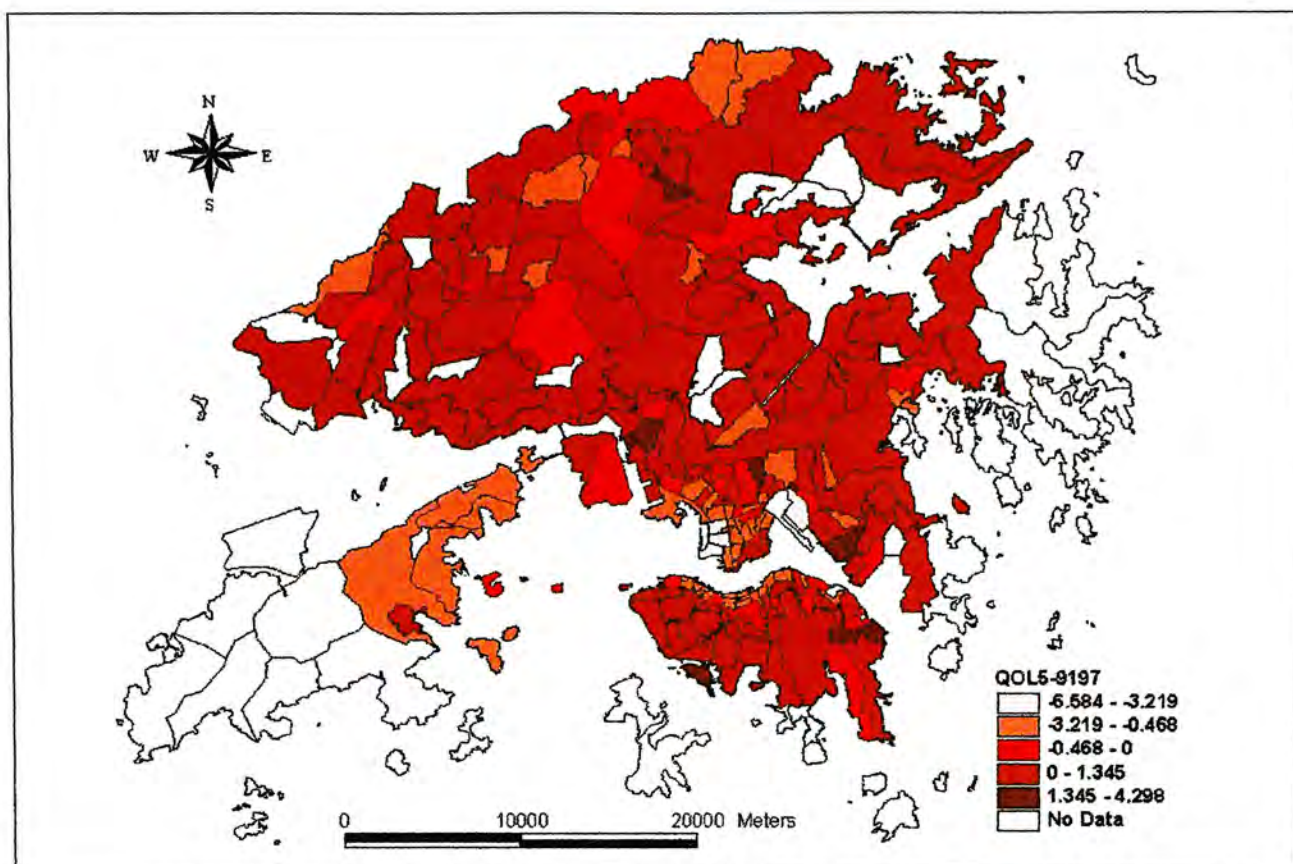 N
W E
S
QOL5-9197
-6.584 - -3.219
-3.219 - -0.468
-0.468 - 0
0 - 1.345
1.345 - 4.298
No Data
0 10000 20000 Meters